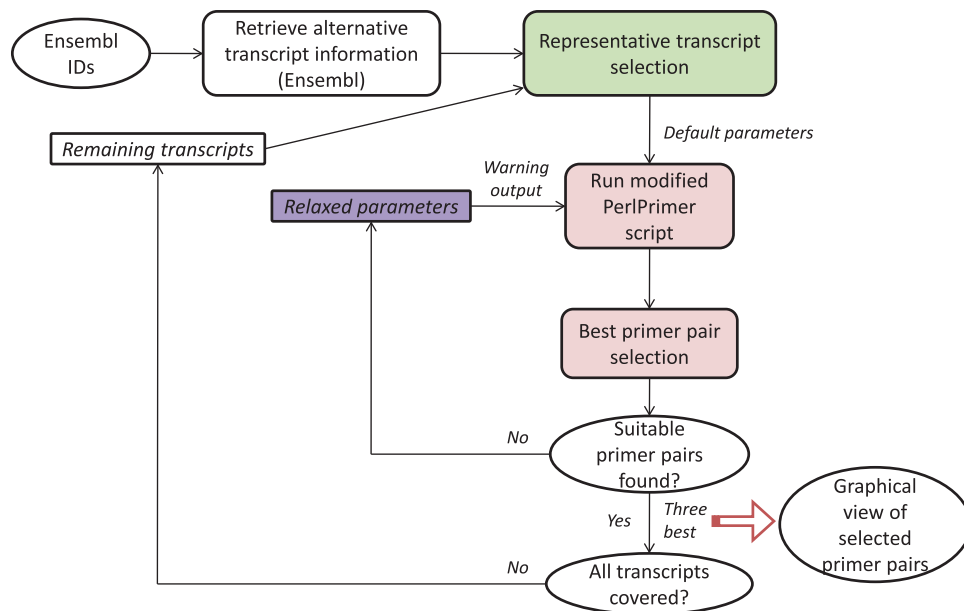 Ensembl
IDs
Retrieve alternative
transcript information
(Ensembl)
Representative transcript
selection
Default parameters
Remaining transcripts
Warning
output
Relaxed parameters
Run modified
PerlPrimer
script
Best primer pair
selection
Suitable
primer pairs
found?
No
Yes
Three
best
Graphical
view of
selected
primer pairs
No
All transcripts
covered?